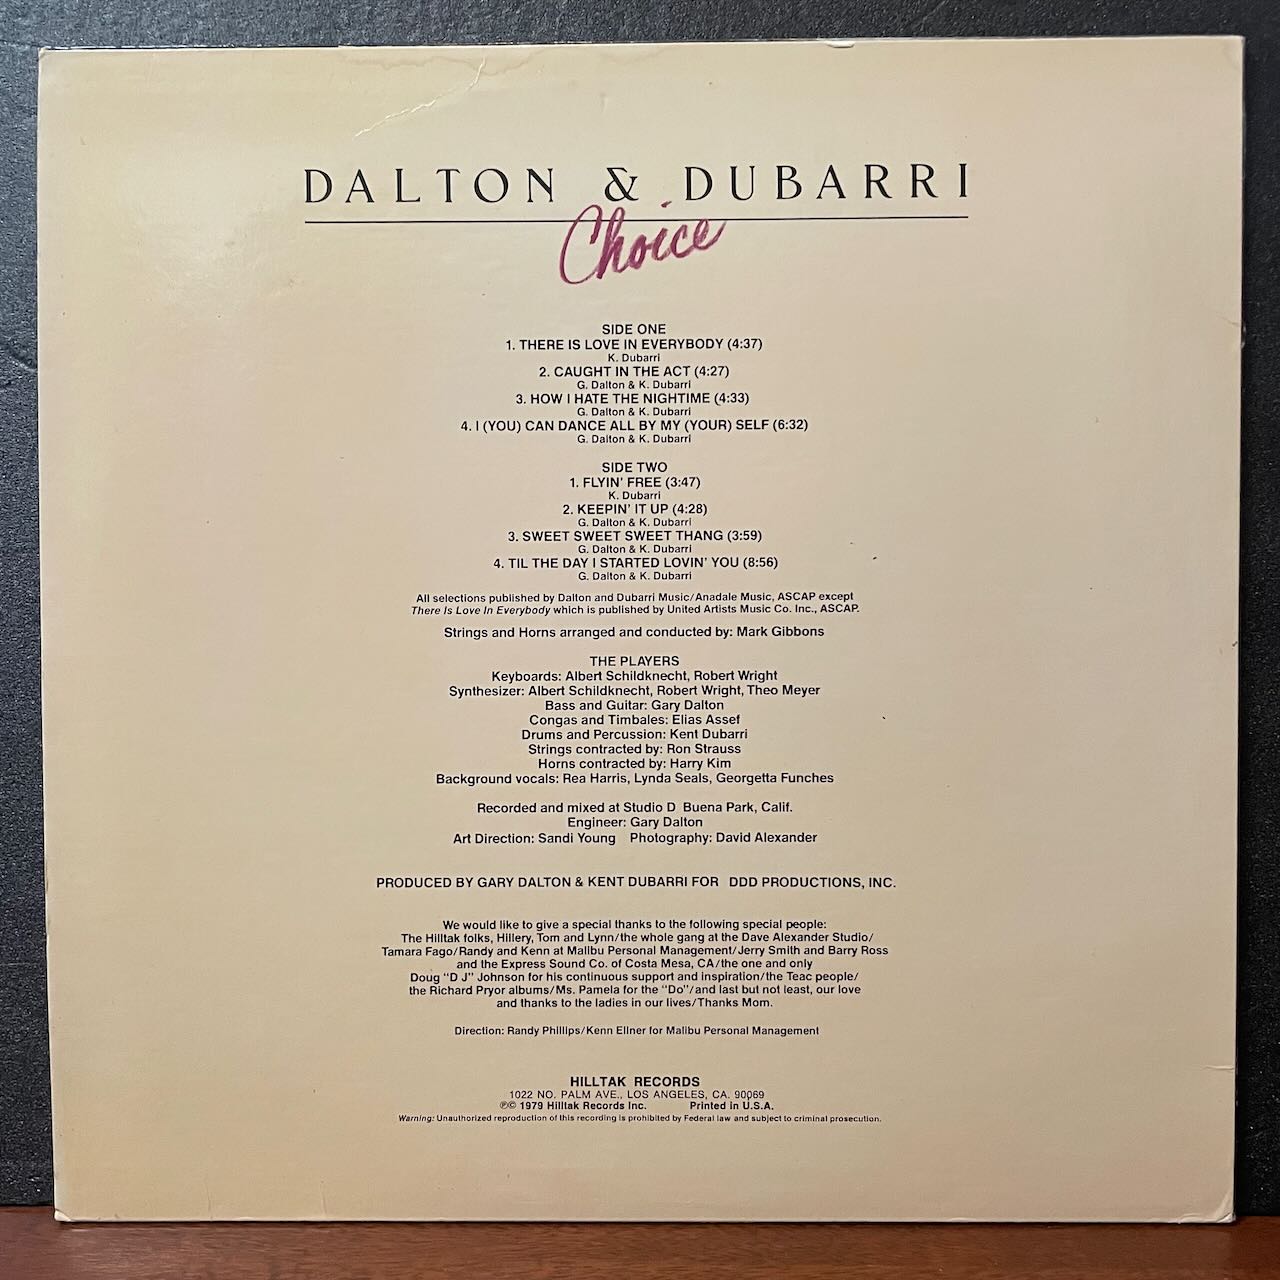 DALTON & DUBARRI
Choice
SIDE ONE
1. THERE IS LOVE IN EVERYBODY (4:37)
K. Dubarri
2. CAUGHT IN THE ACT (4:27)
G. Dalton & K. Dubarri
3. HOW I HATE THE NIGHTIME (4:33)
G. Dalton & K. Dubarri
4. I (YOU) CAN DANCE ALL BY MY (YOUR) SELF (6:32)
G. Dalton & K. Dubarri
SIDE TWO
1. FLYIN' FREE (3:47)
K. Dubarri
2. KEEPIN' IT UP (4:28)
G. Dalton & K. Dubarri
3. SWEET SWEET SWEET THANG (3:59)
G. Dalton & K. Dubarri
4. TIL THE DAY I STARTED LOVIN' YOU (8:56)
G. Dalton & K. Dubarri
All selections published by Dalton and Dubarri Music/Anadale Music, ASCAP except
There Is Love In Everybody which is published by United Artists Music Co. Inc., ASCAP.
Strings and Horns arranged and conducted by: Mark Gibbons
THE PLAYERS
Keyboards: Albert Schildknecht, Robert Wright
Synthesizer: Albert Schildknecht, Robert Wright, Theo Meyer
Bass and Guitar: Gary Dalton
Congas and Timbales: Elias Assef
Drums and Percussion: Kent Dubarri
Strings contracted by: Ron Strauss
Horns contracted by: Harry Kim
Background vocals: Rea Harris, Lynda Seals, Georgetta Funches
Recorded and mixed at Studio D Buena Park, Calif.
Engineer: Gary Dalton
Art Direction: Sandi Young Photography: David Alexander
PRODUCED BY GARY DALTON & KENT DUBARRI FOR DDD PRODUCTIONS, INC.
We would like to give a special thanks to the following special people:
The Hilltak folks, Hillery, Tom and Lynn/the whole gang at the Dave Alexander Studio/
Tamara Fago/Randy and Kenn at Malibu Personal Management/Jerry Smith and Barry Ross
and the Express Sound Co. of Costa Mesa, CA/the one and only
Doug "D J" Johnson for his continuous support and inspiration/the Teac people/
the Richard Pryor albums/Ms. Pamela for the "Do"/and last but not least, our love
and thanks to the ladies in our lives/Thanks Mom.
Direction: Randy Phillips/Kenn Ellner for Malibu Personal Management
HILLTAK RECORDS
1022 NO. PALM AVE., LOS ANGELES, CA. 90069
℗© 1979 Hilltak Records Inc. Printed in U.S.A.
Warning: Unauthorized reproduction of this recording is prohibited by Federal law and subject to criminal prosecution.